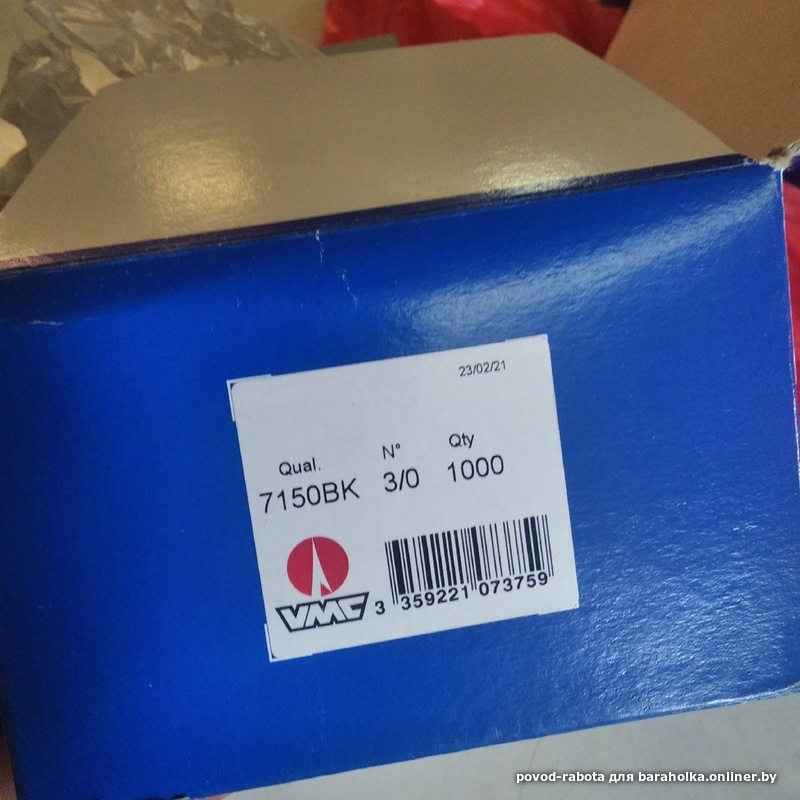 23/02/21
Qual. N° Qty
7150BK 3/0 1000
VMC
3 359221 073759
povod-rabota для baraholka.onliner.by